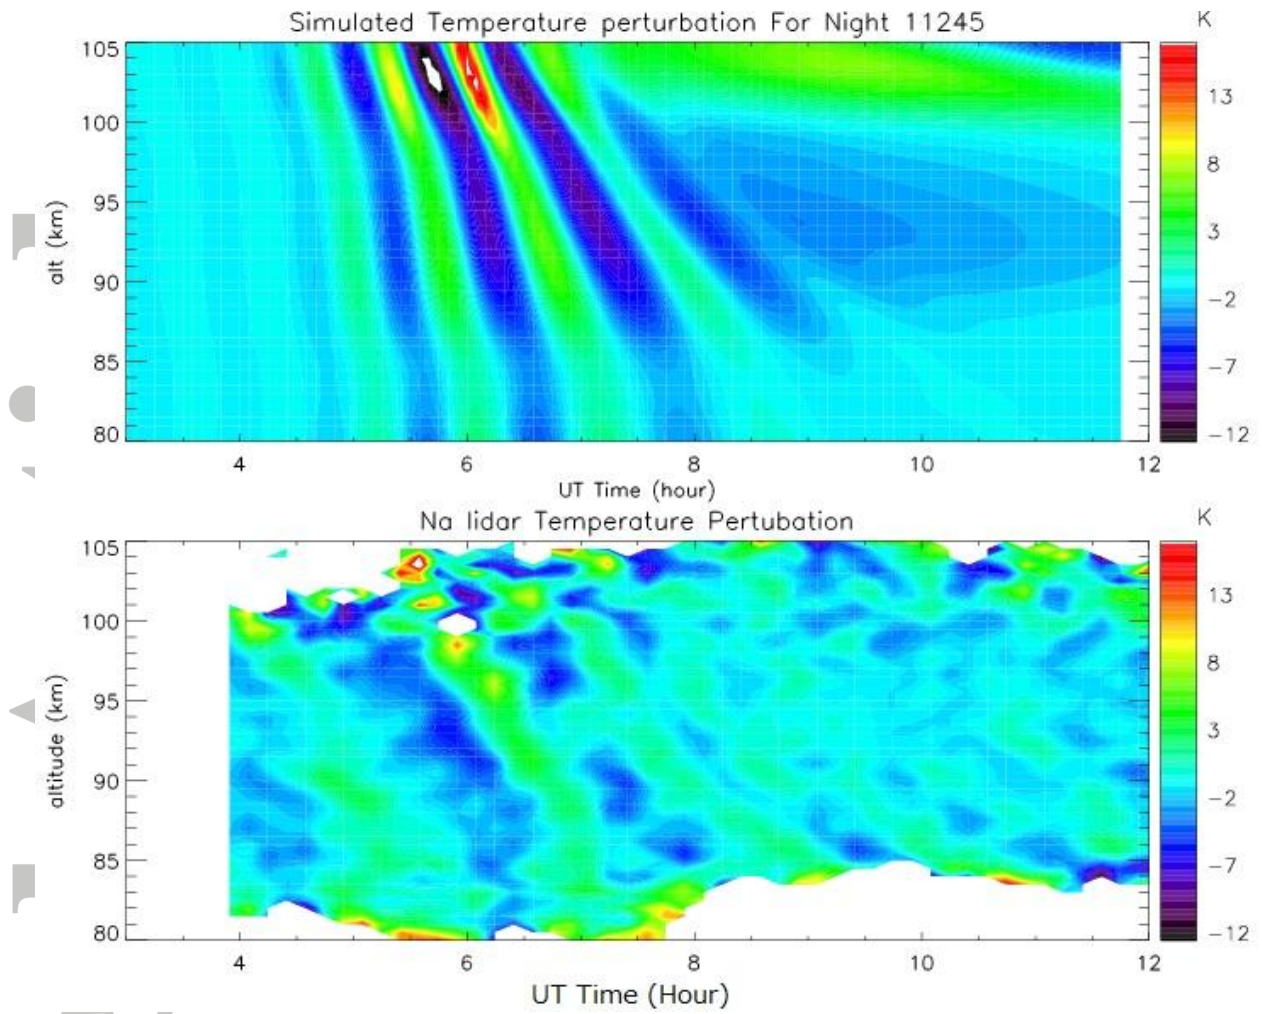 Simulated Temperature perturbation For Night 11245
K
105
100
95
90
85
80
alt (km)
13
8
3
−2
−7
−12
4 6 8 10 12
UT Time (hour)
Na lidar Temperature Pertubation
K
105
100
95
90
85
80
altitude (km)
13
8
3
−2
−7
−12
4 6 8 10 12
UT Time (Hour)